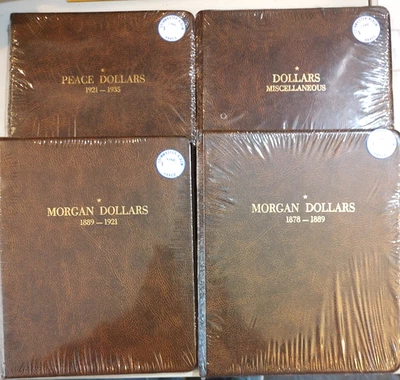 PEACE DOLLARS
1921 — 1935
DOLLARS
MISCELLANEOUS
MORGAN DOLLARS
1889 — 1921
MORGAN DOLLARS
1878 — 1889